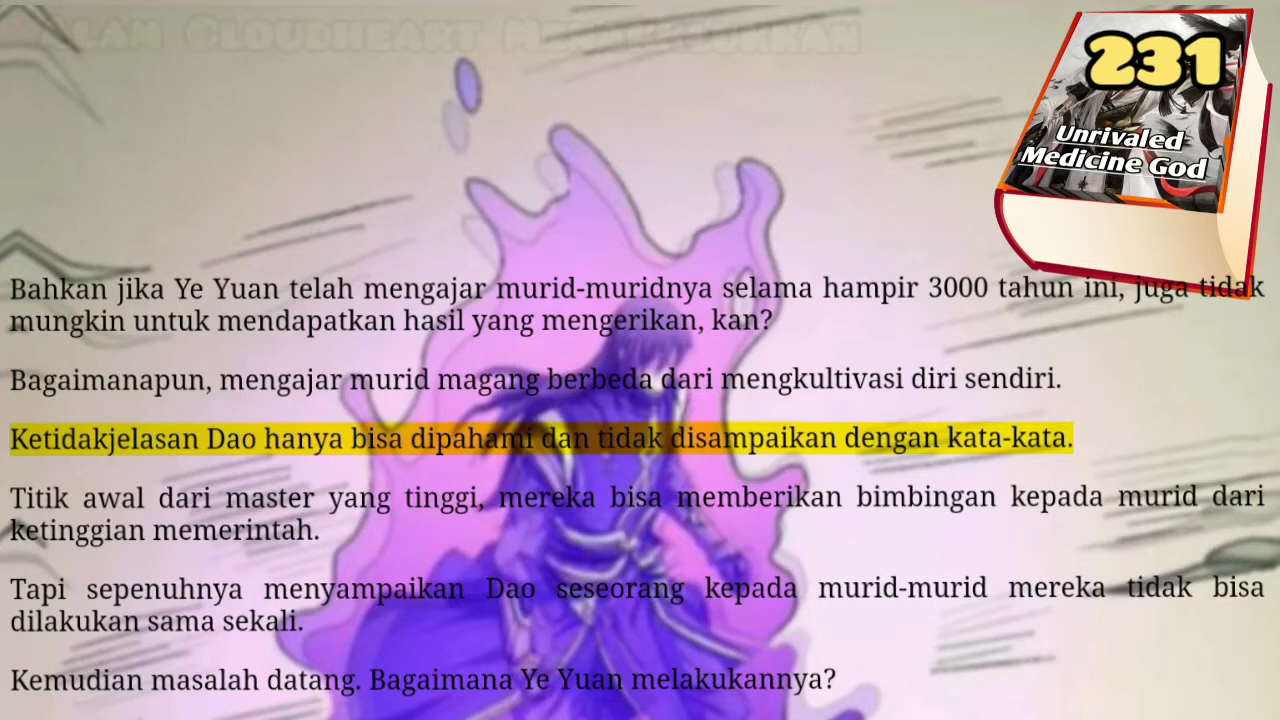 Alam Cloudheart Menakjubkan
231
Unrivaled
Medicine God
Bahkan jika Ye Yuan telah mengajar murid-muridnya selama hampir 3000 tahun ini, juga tidak
mungkin untuk mendapatkan hasil yang mengerikan, kan?
Bagaimanapun, mengajar murid magang berbeda dari mengkultivasi diri sendiri.
Ketidakjelasan Dao hanya bisa dipahami dan tidak disampaikan dengan kata-kata.
Titik awal dari master yang tinggi, mereka bisa memberikan bimbingan kepada murid dari
ketinggian memerintah.
Tapi sepenuhnya menyampaikan Dao seseorang kepada murid-murid mereka tidak bisa
dilakukan sama sekali.
Kemudian masalah datang. Bagaimana Ye Yuan melakukannya?